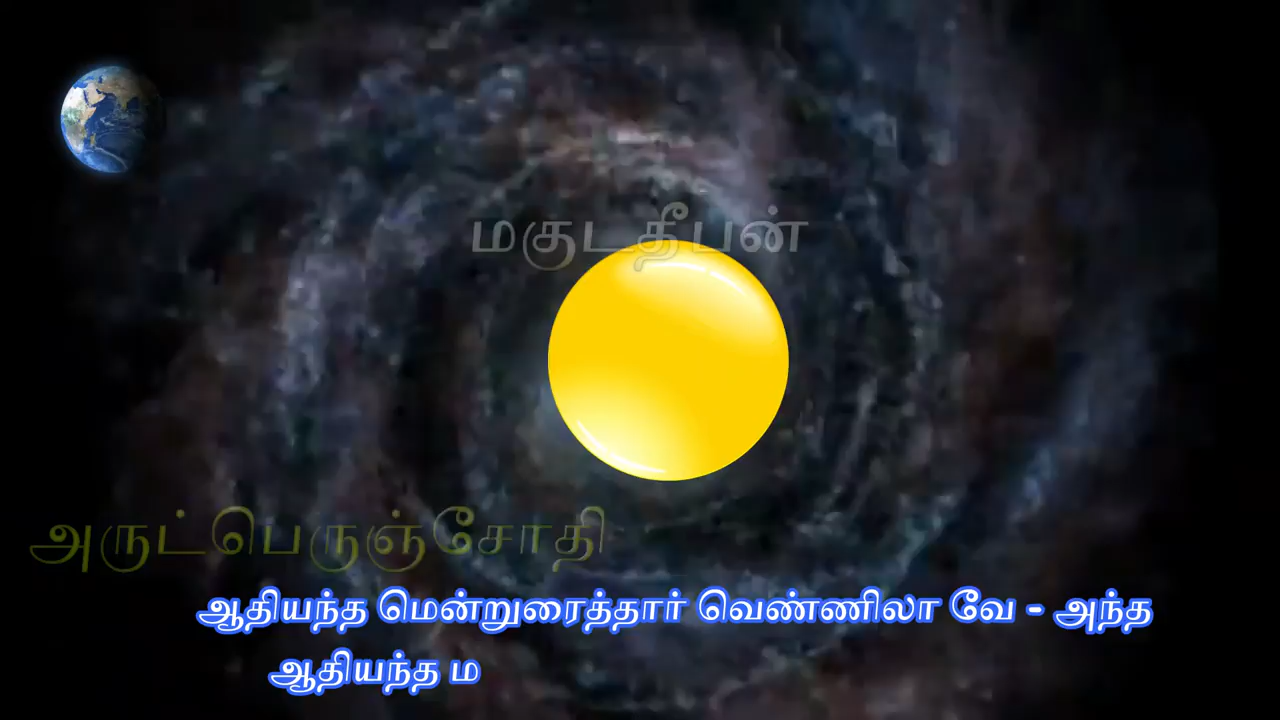 மகுடதீபன்
அருட்பெருஞ்சோதி
ஆதியந்த மென்றுரைத்தார் வெண்ணிலா வே - அந்த
ஆதியந்த ம